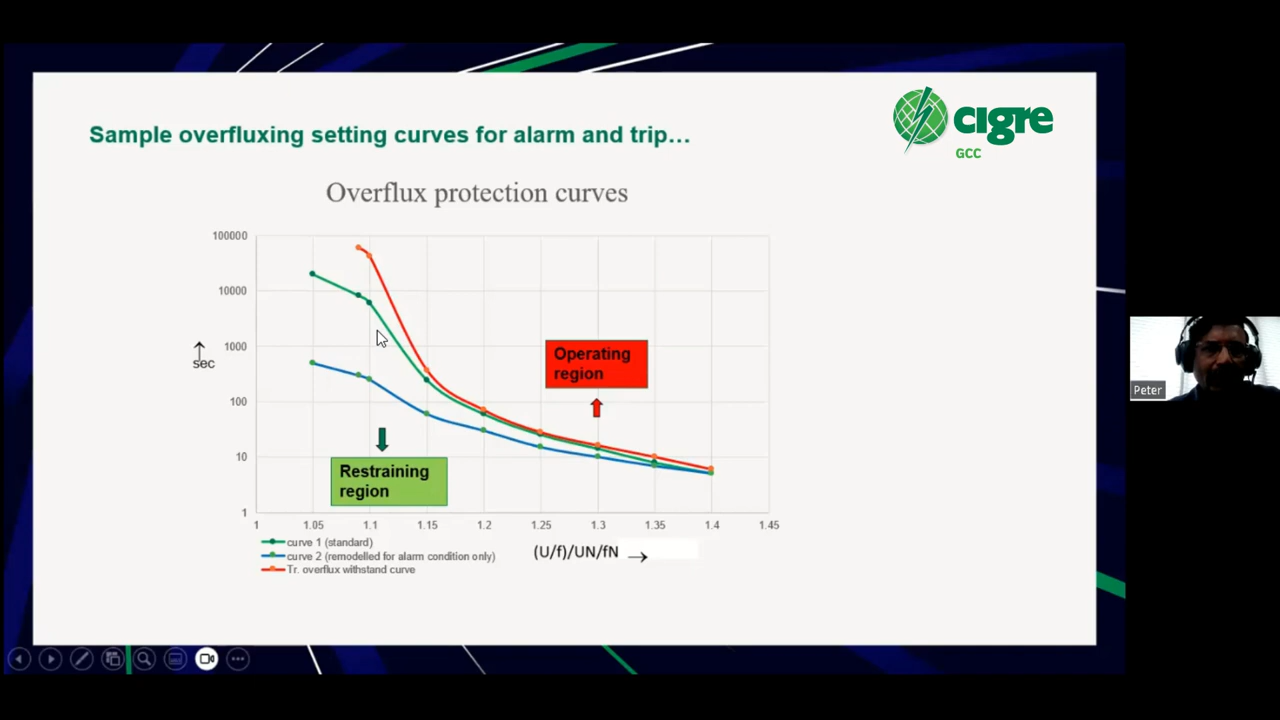 cigre
GCC
Sample overfluxing setting curves for alarm and trip...
Overflux protection curves
100000
10000
1000
100
10
1
sec
Operating
region
Restraining
region
1 1.05 1.1 1.15 1.2 1.25 1.3 1.35 1.4 1.45
curve 1 (standard)
curve 2 (remodelled for alarm condition only)
Tr. overflux withstand curve
(U/f)/UN/fN
Peter